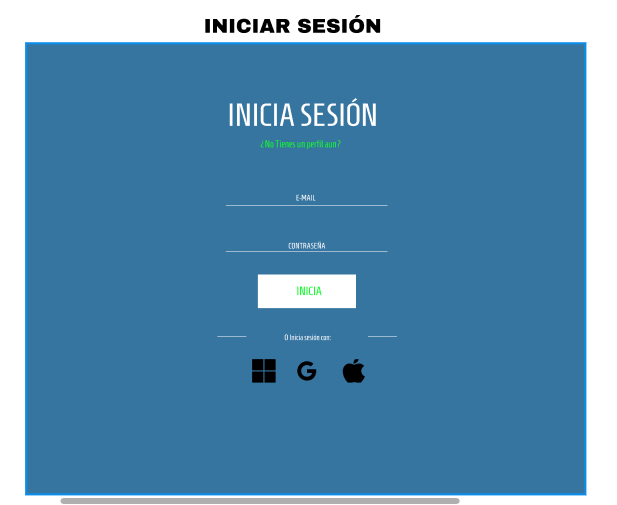 INICIAR SESIÓN
INICIA SESIÓN
¿No Tienes un perfil aun?
E-MAIL
CONTRASEÑA
INICIA
O Inicia sesión con: